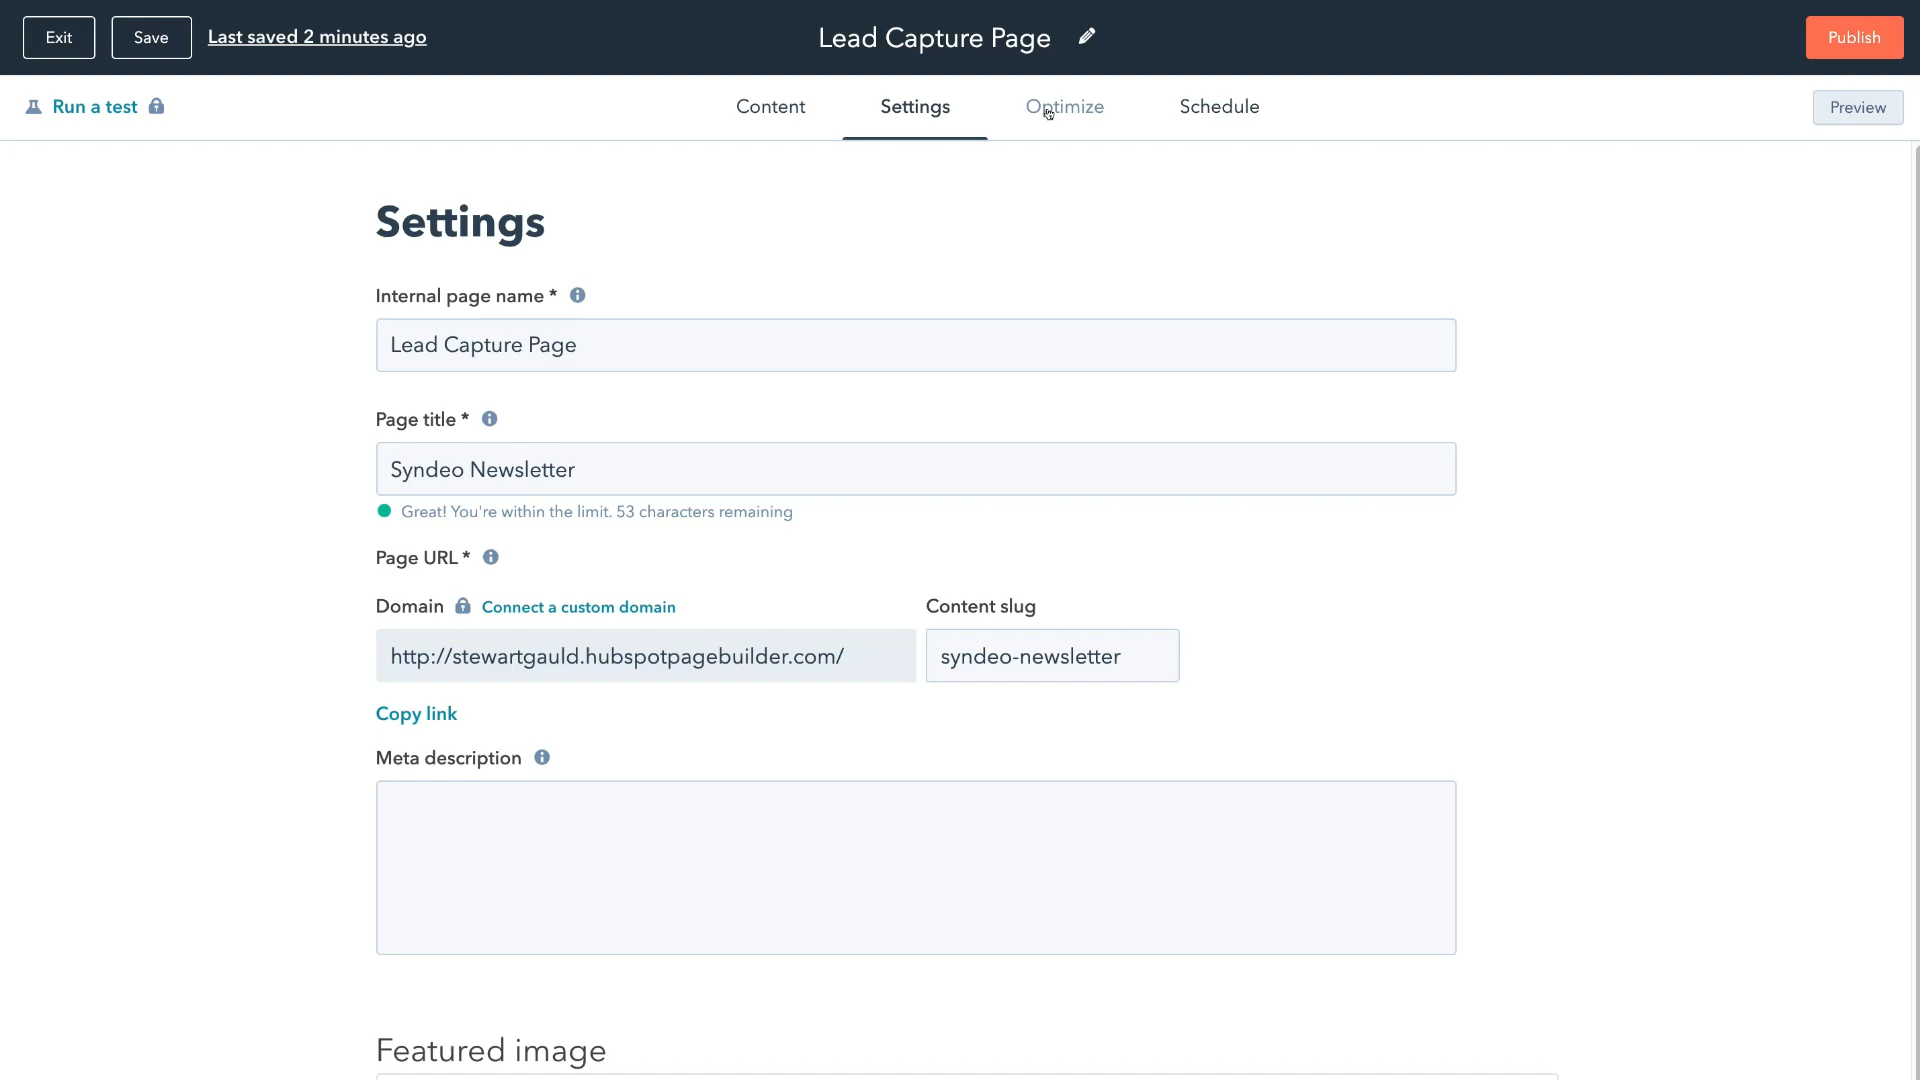 Exit
Save
Last saved 2 minutes ago
Lead Capture Page
Publish
Run a test
Content
Settings
Optimize
Schedule
Preview
Settings
Internal page name *
Lead Capture Page
Page title *
Syndeo Newsletter
Great! You're within the limit. 53 characters remaining
Page URL *
Domain
Connect a custom domain
Content slug
http://stewartgauld.hubspotpagebuilder.com/
syndeo-newsletter
Copy link
Meta description
Featured image